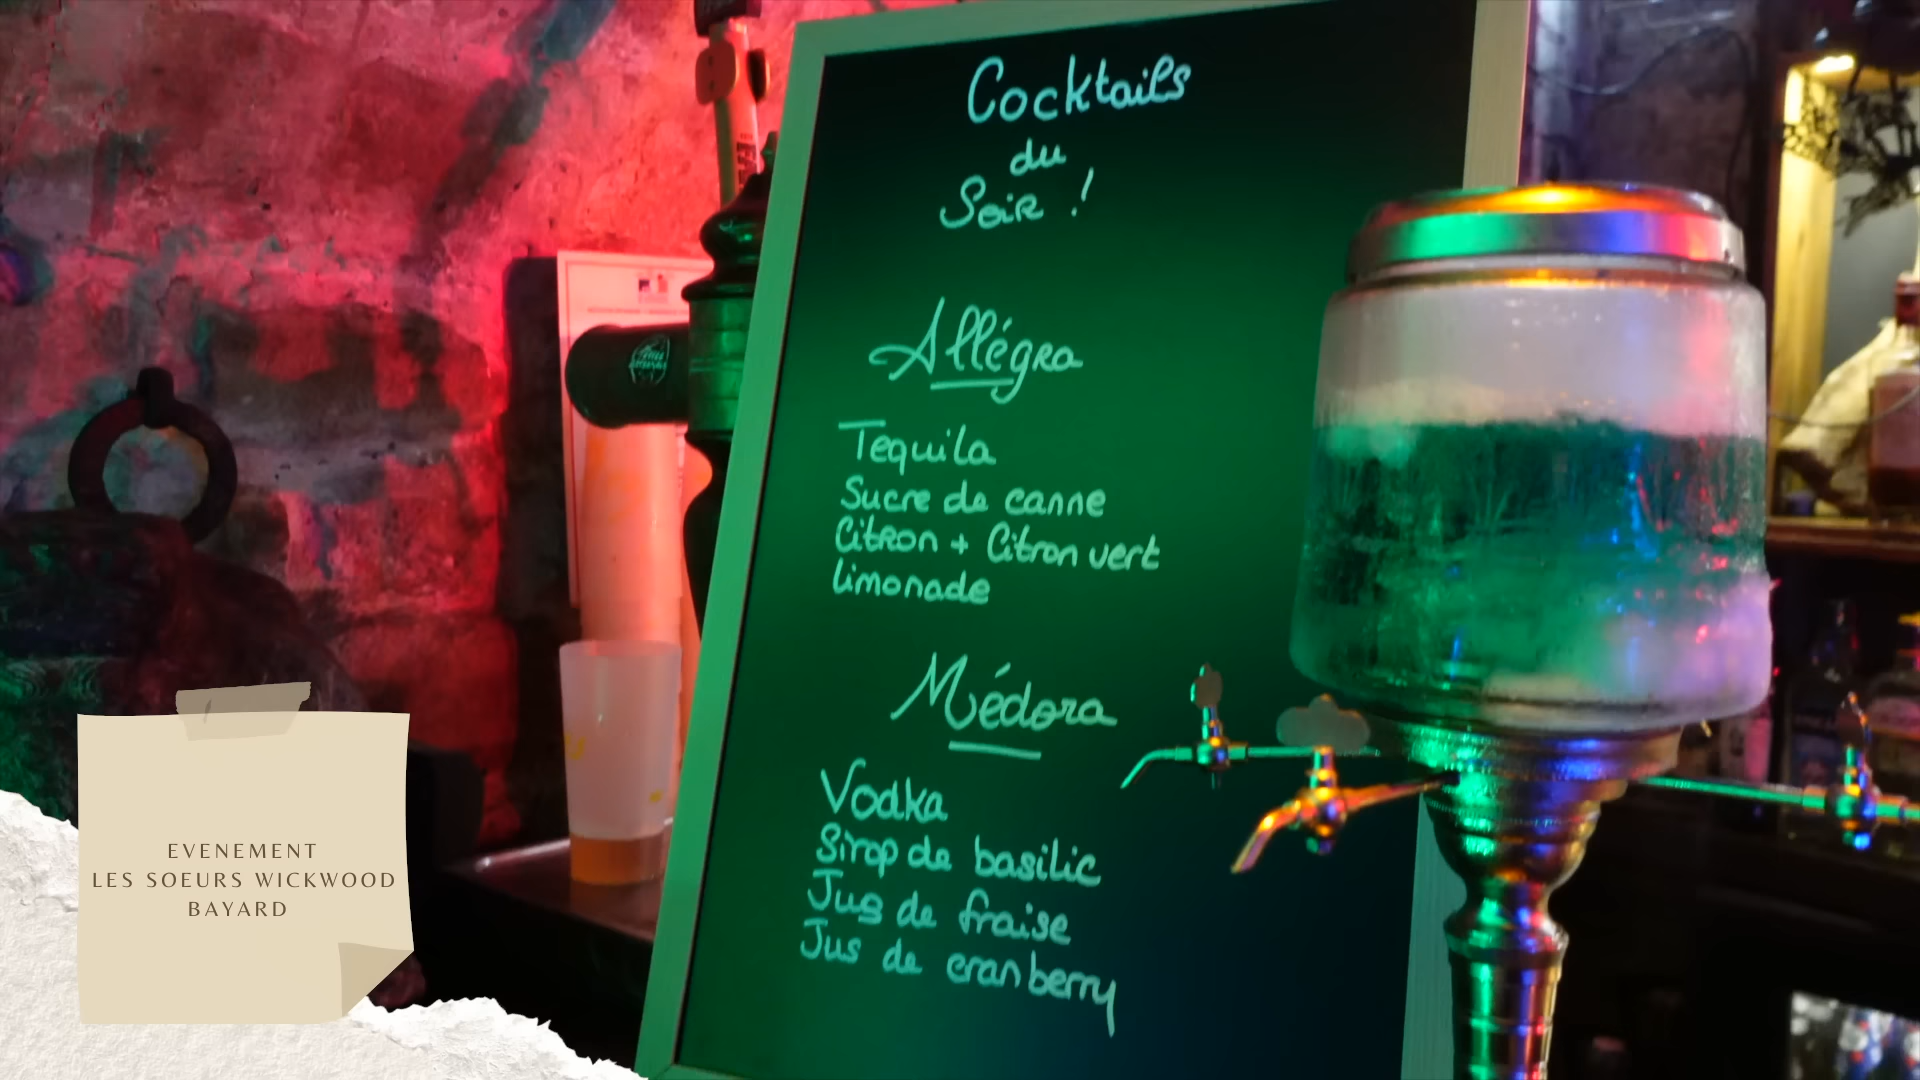 Cocktails
du
Soir !
Allégra
Tequila
Sucre de canne
Citron + Citron vert
limonade
Médora
Vodka
Sirop de basilic
Jus de fraise
Jus de cranberry
EVENEMENT
LES SOEURS WICKWOOD
BAYARD